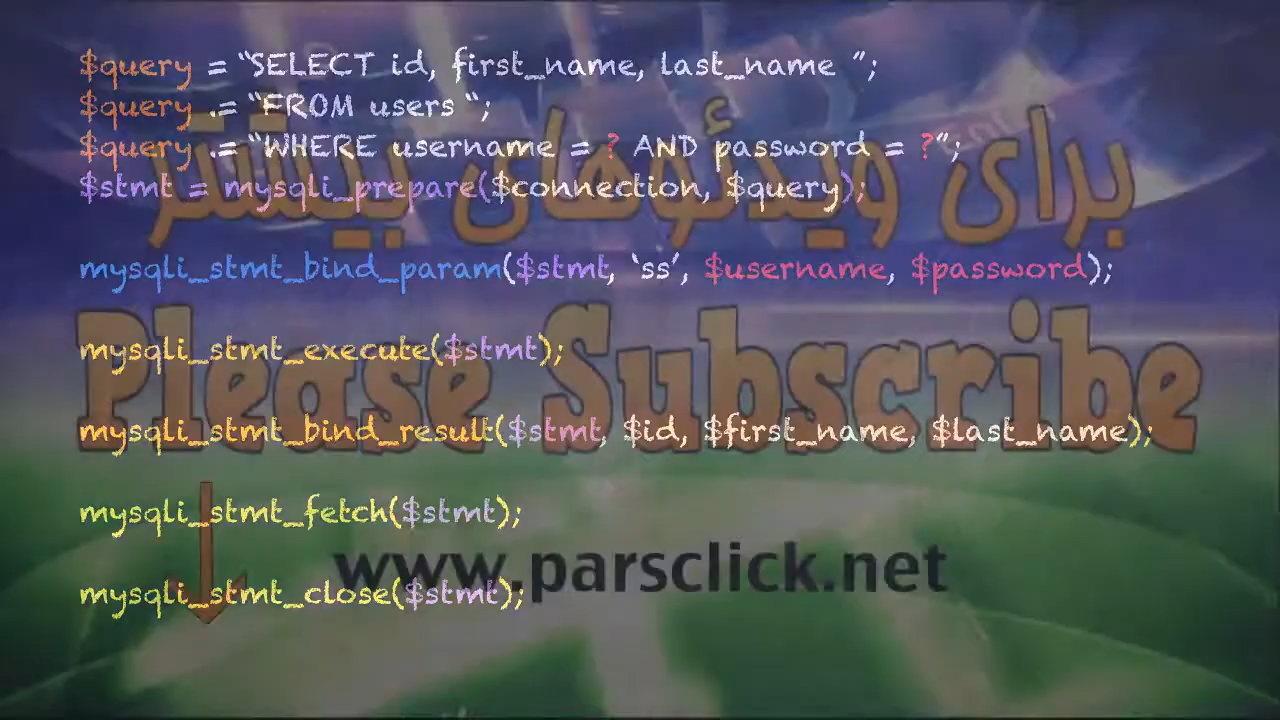 $query = “SELECT id, first_name, last_name ”;
$query .= “FROM users “;
$query .= “WHERE username = ? AND password = ?”;
$stmt = mysqli_prepare($connection, $query);
برای ویدئوهای بیشتر
mysqli_stmt_bind_param($stmt, ‘ss’, $username, $password);
mysqli_stmt_execute($stmt);
Please Subscribe
mysqli_stmt_bind_result($stmt, $id, $first_name, $last_name);
mysqli_stmt_fetch($stmt);
www.parsclick.net
mysqli_stmt_close($stmt);